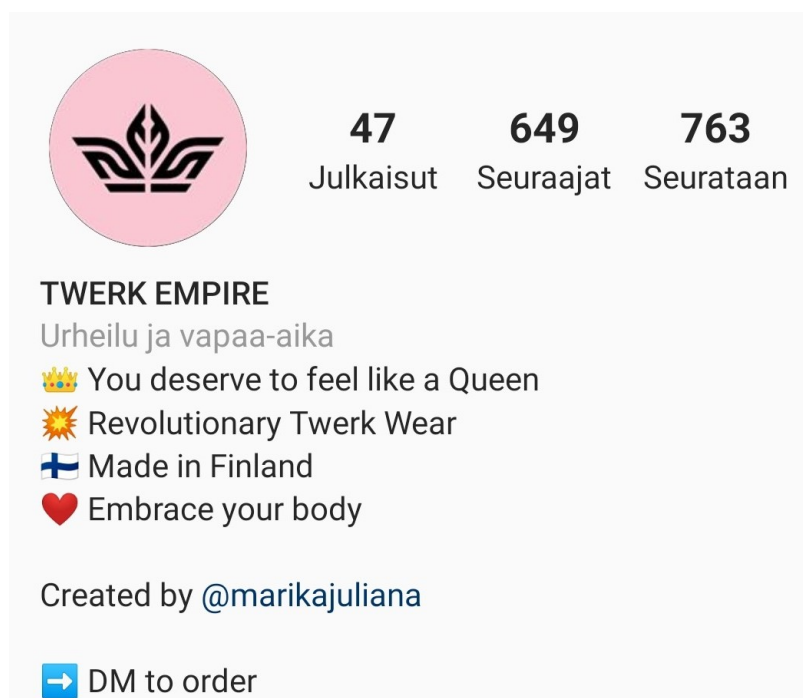 47 649 763
Julkaisut Seuraajat Seurataan
TWERK EMPIRE
Urheilu ja vapaa-aika
👑 You deserve to feel like a Queen
💥 Revolutionary Twerk Wear
🇫🇮 Made in Finland
❤️ Embrace your body
Created by @marikajuliana
➡️ DM to order